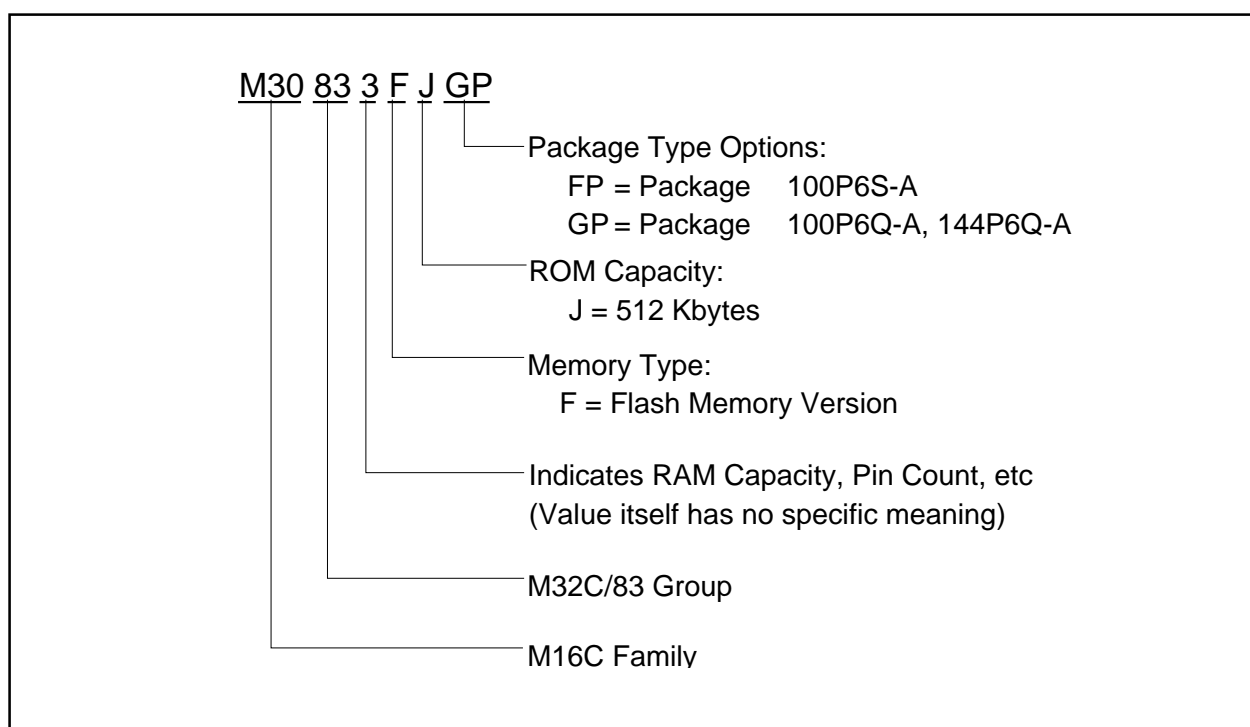 M30 83 3 F J GP
Package Type Options:
FP = Package 100P6S-A
GP = Package 100P6Q-A, 144P6Q-A
ROM Capacity:
J = 512 Kbytes
Memory Type:
F = Flash Memory Version
Indicates RAM Capacity, Pin Count, etc
(Value itself has no specific meaning)
M32C/83 Group
M16C Family